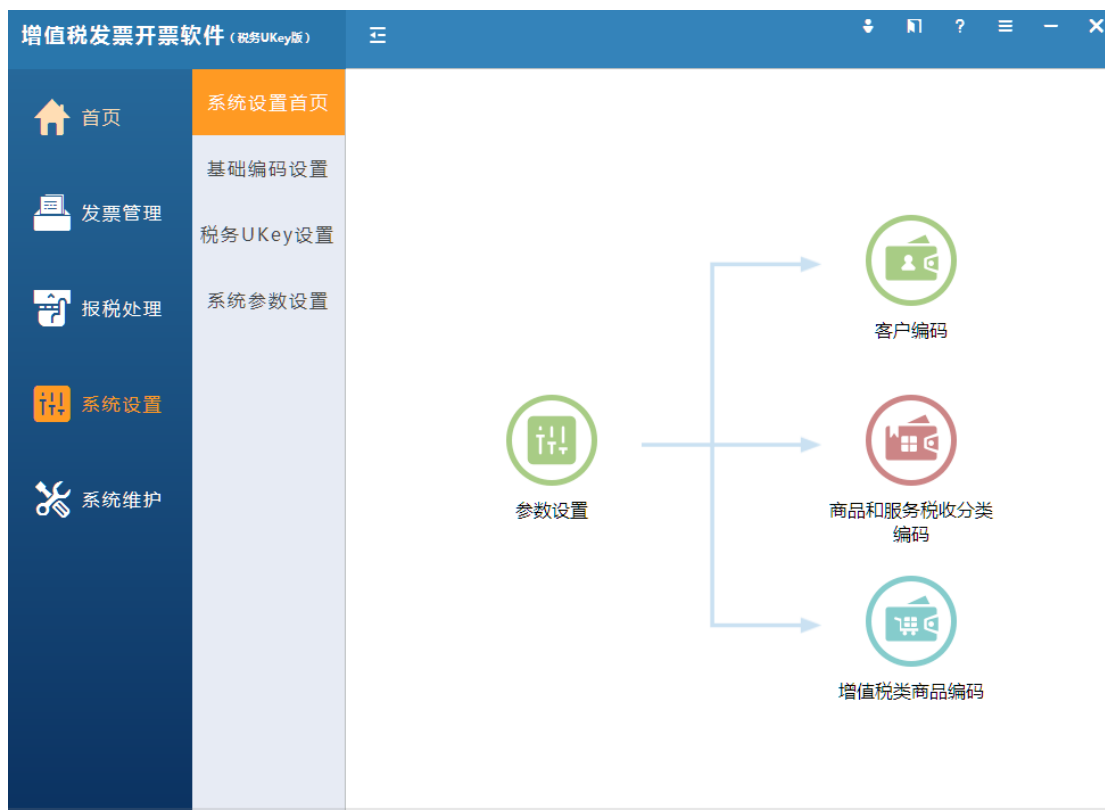 增值税发票开票软件（税务UKey版）
?
首页
发票管理
报税处理
系统设置
系统维护
系统设置首页
基础编码设置
税务UKey设置
系统参数设置
参数设置
客户编码
商品和服务税收分类
编码
增值税类商品编码